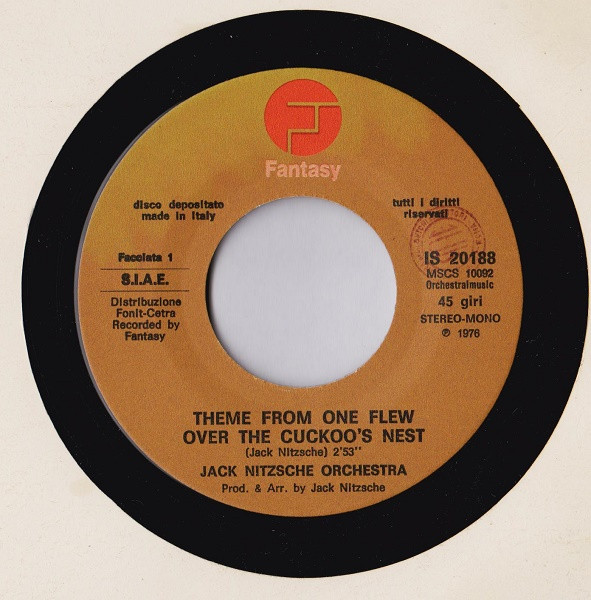 Fantasy
disco depositato
made in Italy
tutti i diritti
riservati
Facciata 1
S.I.A.E.
Distribuzione
Fonit-Cetra
Recorded by
Fantasy
IS 20188
MSCS 10092
Orchestralmusic
45 giri
STEREO-MONO
℗ 1976
THEME FROM ONE FLEW
OVER THE CUCKOO'S NEST
(Jack Nitzsche) 2'53''
JACK NITZSCHE ORCHESTRA
Prod. & Arr. by Jack Nitzsche